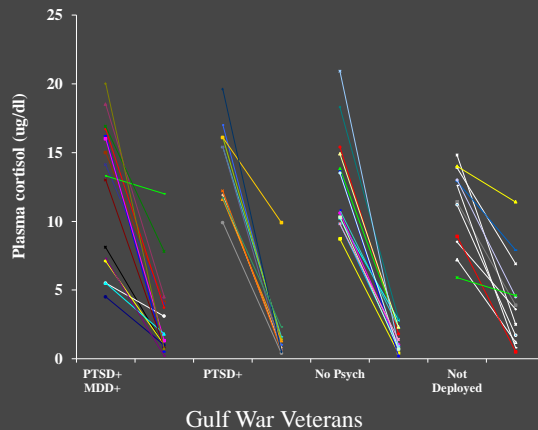 25
20
15
10
5
0
Plasma cortisol (ug/dl)
PTSD+ PTSD+ No Psych Not
MDD+ Deployed
Gulf War Veterans